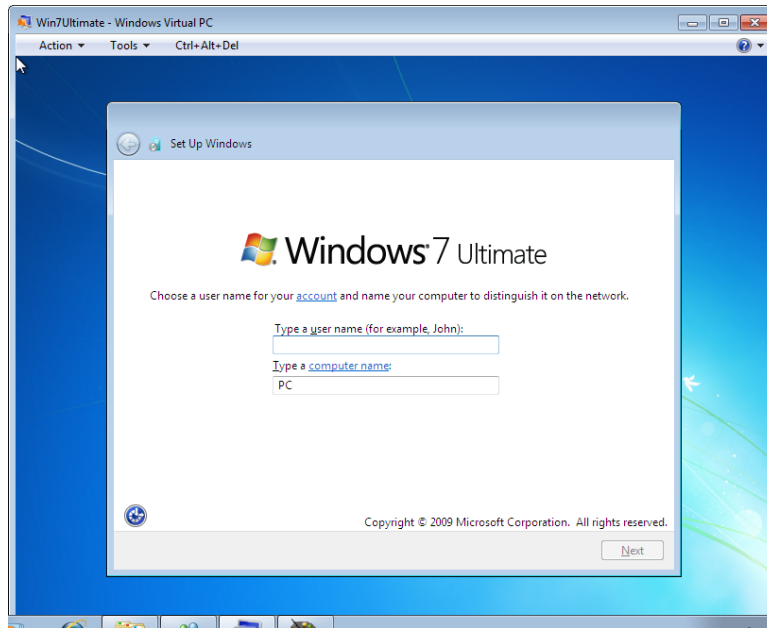 Win7Ultimate - Windows Virtual PC
Action Tools Ctrl+Alt+Del
Set Up Windows
Windows 7 Ultimate
Choose a user name for your account and name your computer to distinguish it on the network.
Type a user name (for example, John):
Type a computer name:
PC
Copyright © 2009 Microsoft Corporation. All rights reserved.
Next